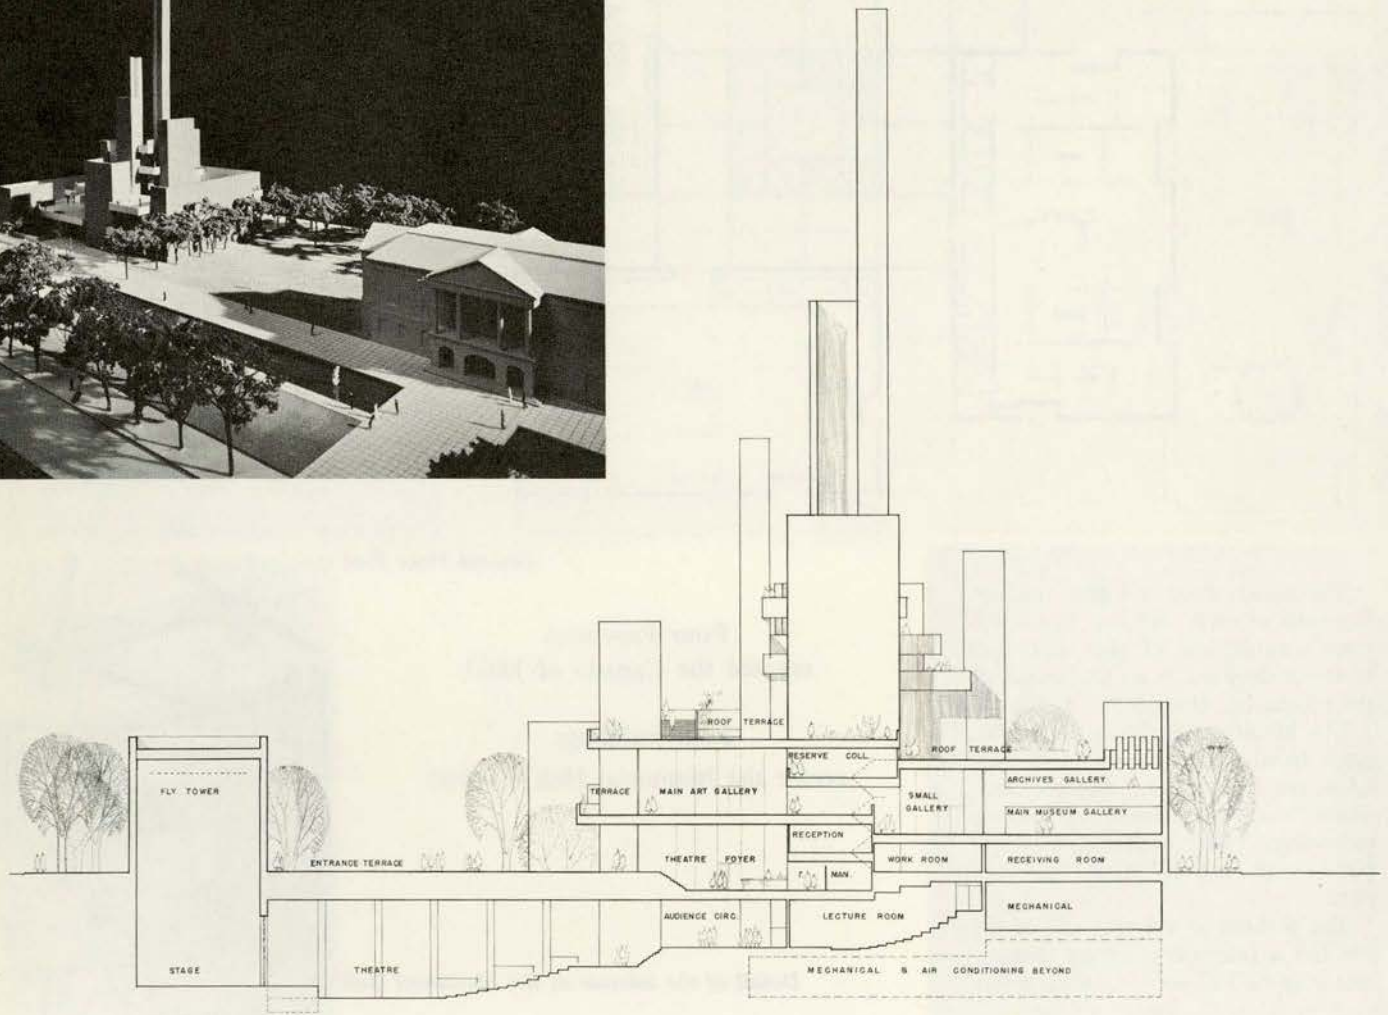 ROOF TERRACE
RESERVE COLL.
ROOF TERRACE
FLY TOWER
TERRACE
MAIN ART GALLERY
SMALL
GALLERY
ARCHIVES GALLERY
MAIN MUSEUM GALLERY
RECEPTION
ENTRANCE TERRACE
THEATRE FOYER
WORK ROOM
RECEIVING ROOM
T. MAN.
AUDIENCE CIRC.
LECTURE ROOM
MECHANICAL
STAGE
THEATRE
MECHANICAL & AIR CONDITIONING BEYOND